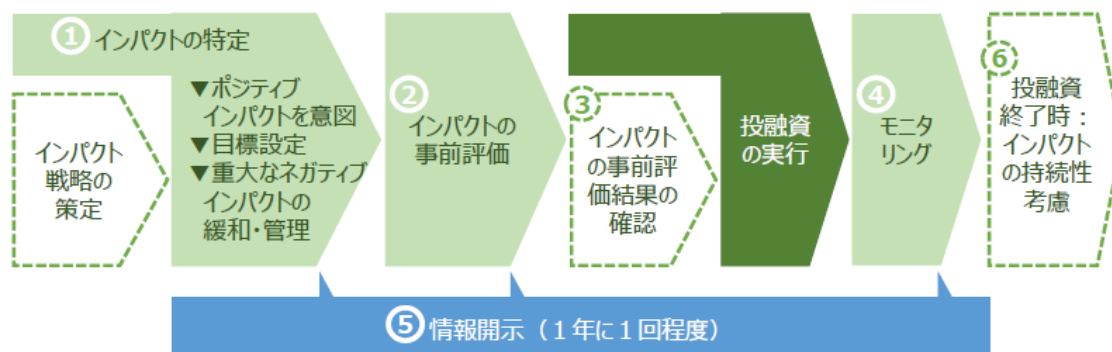 ①インパクトの特定
インパクト
戦略の
策定
▼ポジティブ
インパクトを意図
▼目標設定
▼重大なネガティブ
インパクトの
緩和・管理
②
インパクトの
事前評価
③
インパクト
の事前評
価結果の
確認
投融資
の実行
④
モニタ
リング
⑥
投融資
終了時：
インパクト
の持続性
考慮
⑤情報開示（１年に１回程度）